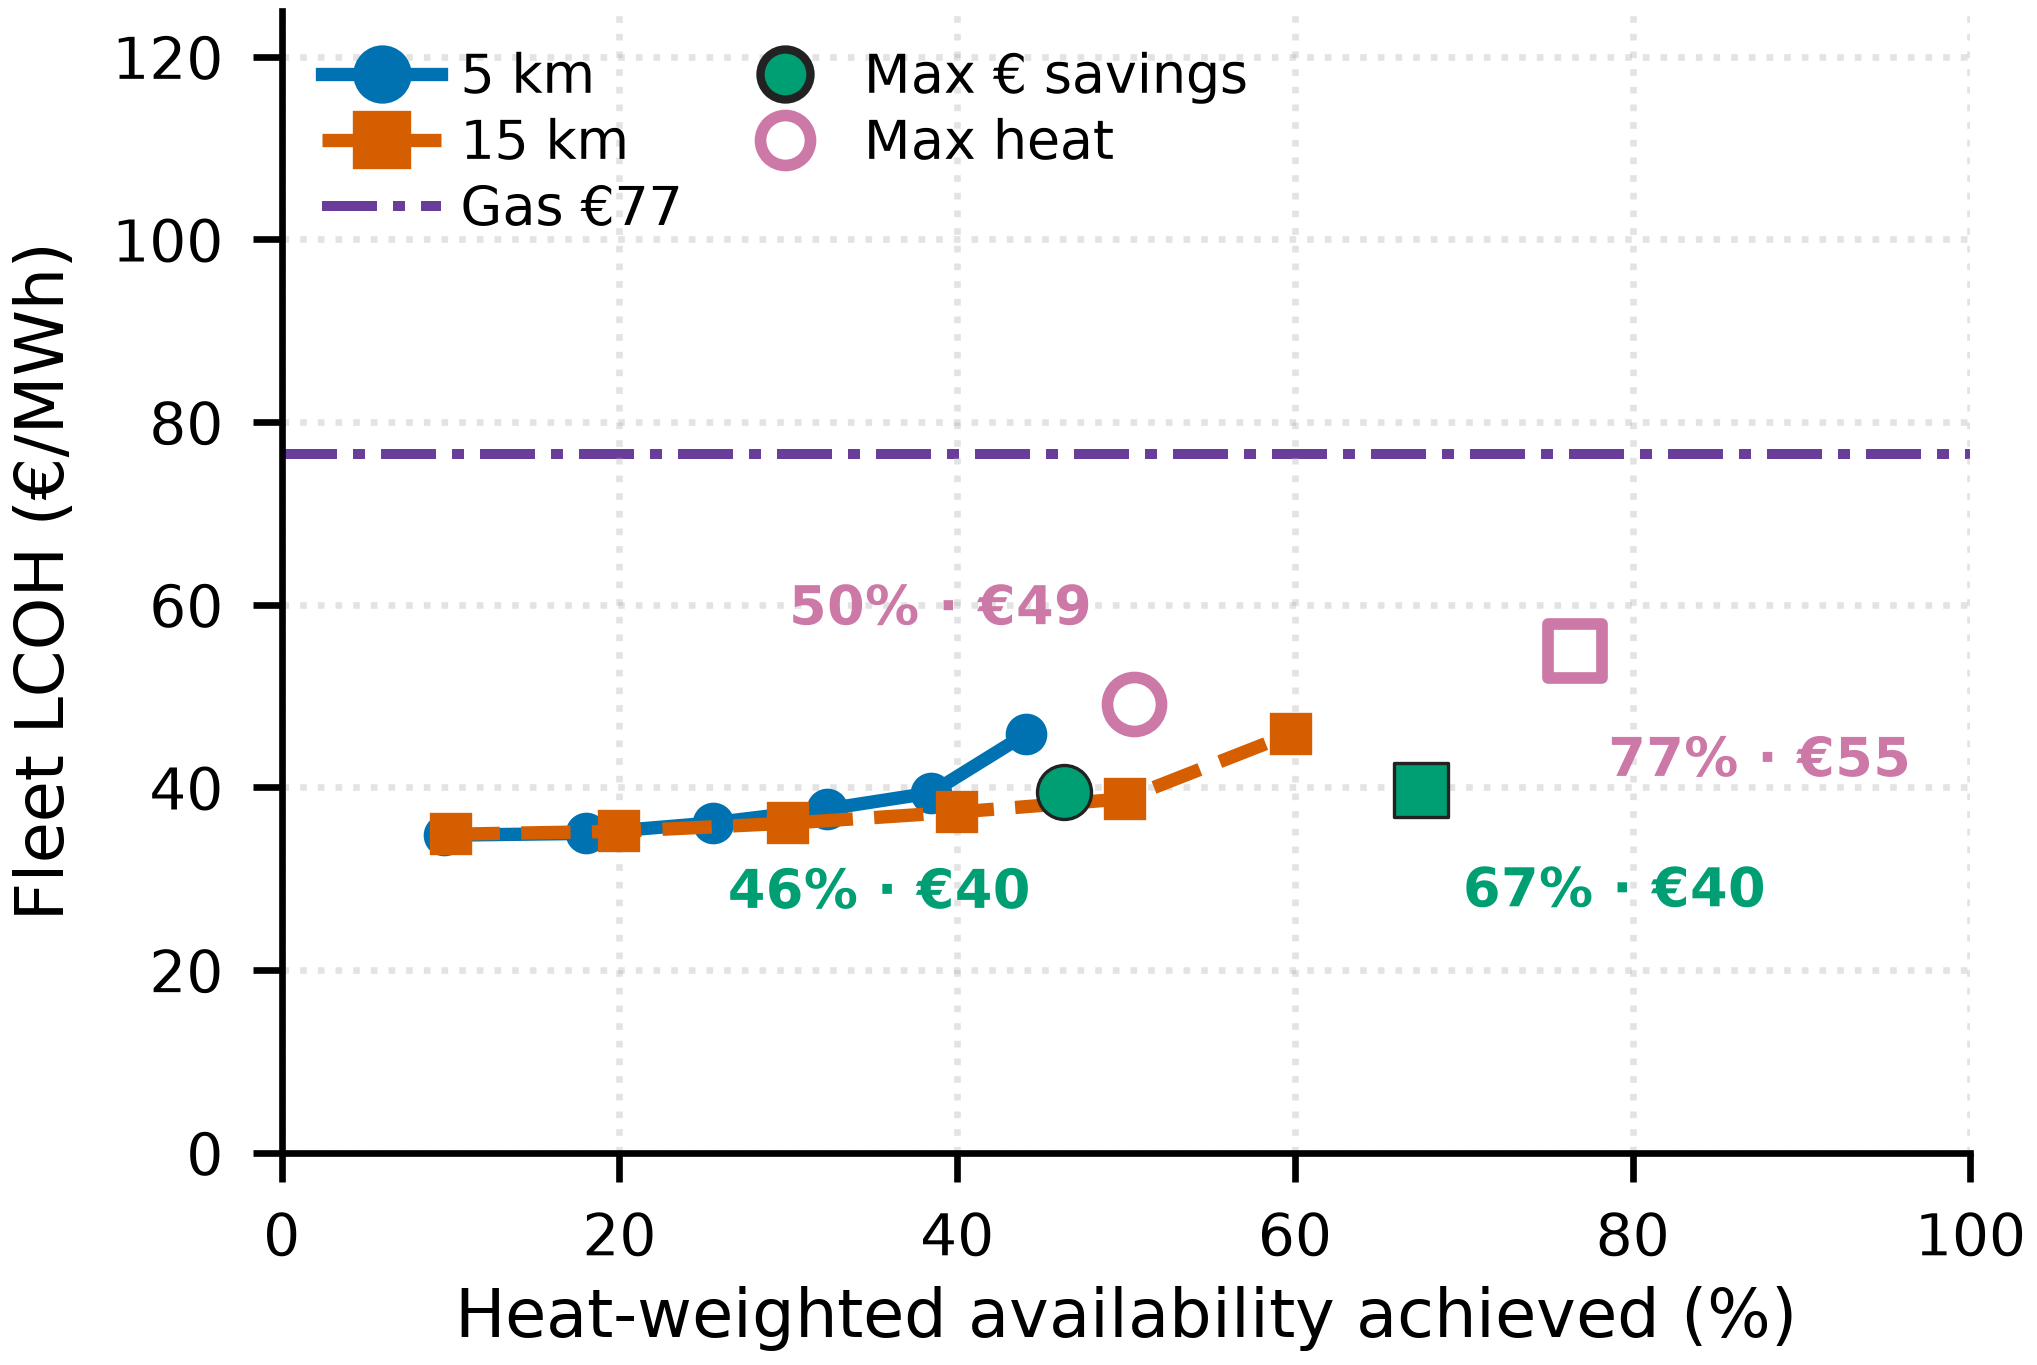 120
100
80
60
40
20
0
Fleet LCOH (€/MWh)
5 km
15 km
Gas €77
Max € savings
Max heat
50% · €49
77% · €55
46% · €40
67% · €40
0
20
40
60
80
100
Heat-weighted availability achieved (%)